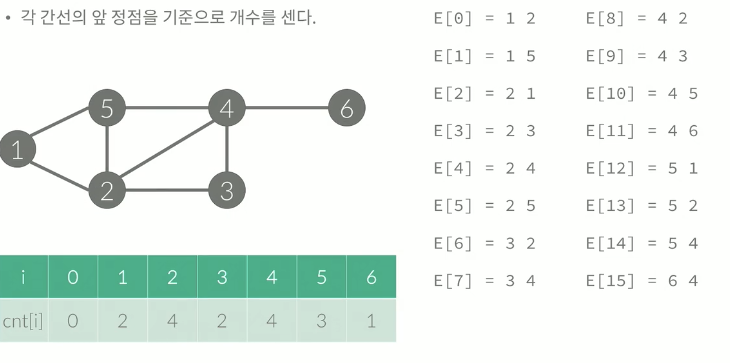 • 각 간선의 앞 정점을 기준으로 개수를 센다.
5 4 6
1
2 3
i 0 1 2 3 4 5 6
cnt[i] 0 2 4 2 4 3 1
E[0] = 1 2
E[1] = 1 5
E[2] = 2 1
E[3] = 2 3
E[4] = 2 4
E[5] = 2 5
E[6] = 3 2
E[7] = 3 4
E[8] = 4 2
E[9] = 4 3
E[10] = 4 5
E[11] = 4 6
E[12] = 5 1
E[13] = 5 2
E[14] = 5 4
E[15] = 6 4